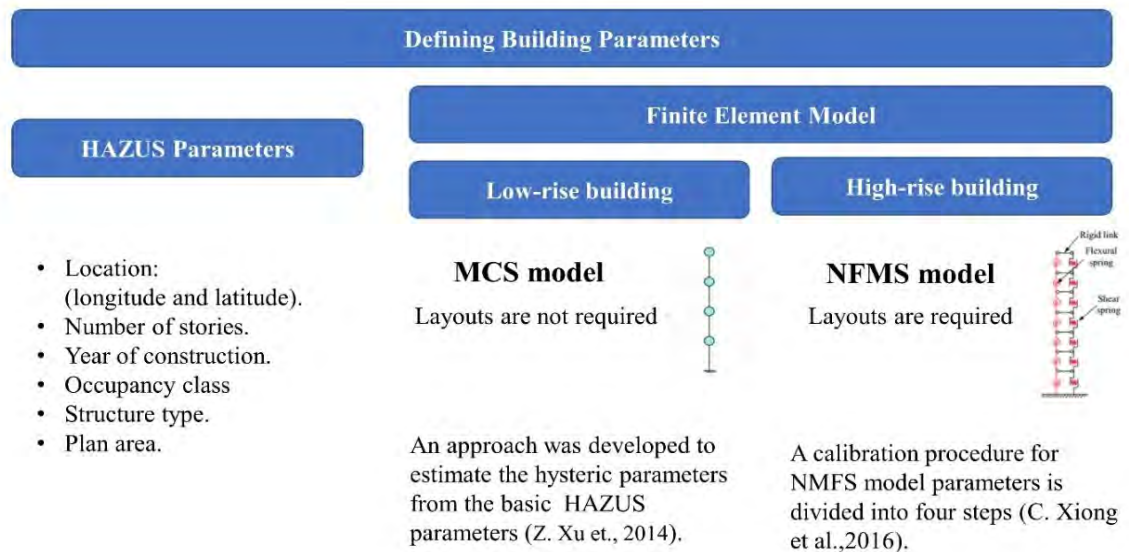 Defining Building Parameters
HAZUS Parameters
• Location:
(longitude and latitude).
• Number of stories.
• Year of construction.
• Occupancy class
• Structure type.
• Plan area.
Finite Element Model
Low-rise building
MCS model
Layouts are not required
An approach was developed to
estimate the hysteric parameters
from the basic HAZUS
parameters (Z. Xu et., 2014).
High-rise building
NFMS model
Layouts are required
Rigid link
Flexural
spring
Shear
spring
A calibration procedure for
NMFS model parameters is
divided into four steps (C. Xiong
et al.,2016).